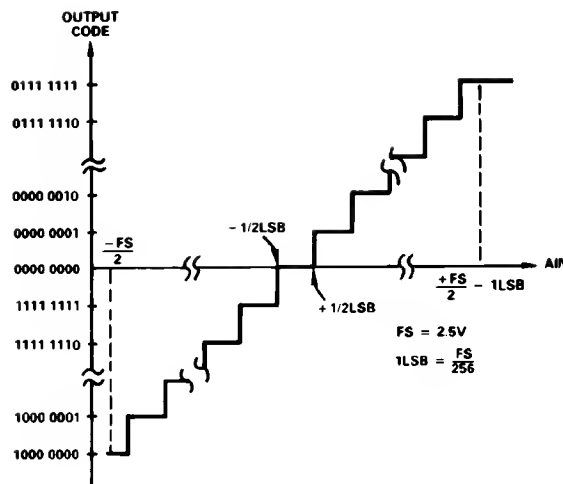 OUTPUT
CODE
0111 1111
0111 1110
0000 0010
0000 0001
0000 0000
1111 1111
1111 1110
1000 0001
1000 0000
-FS
2
- 1/2LSB
+ 1/2LSB
AIN
+FS
2
- 1LSB
FS = 2.5V
1LSB = FS
256